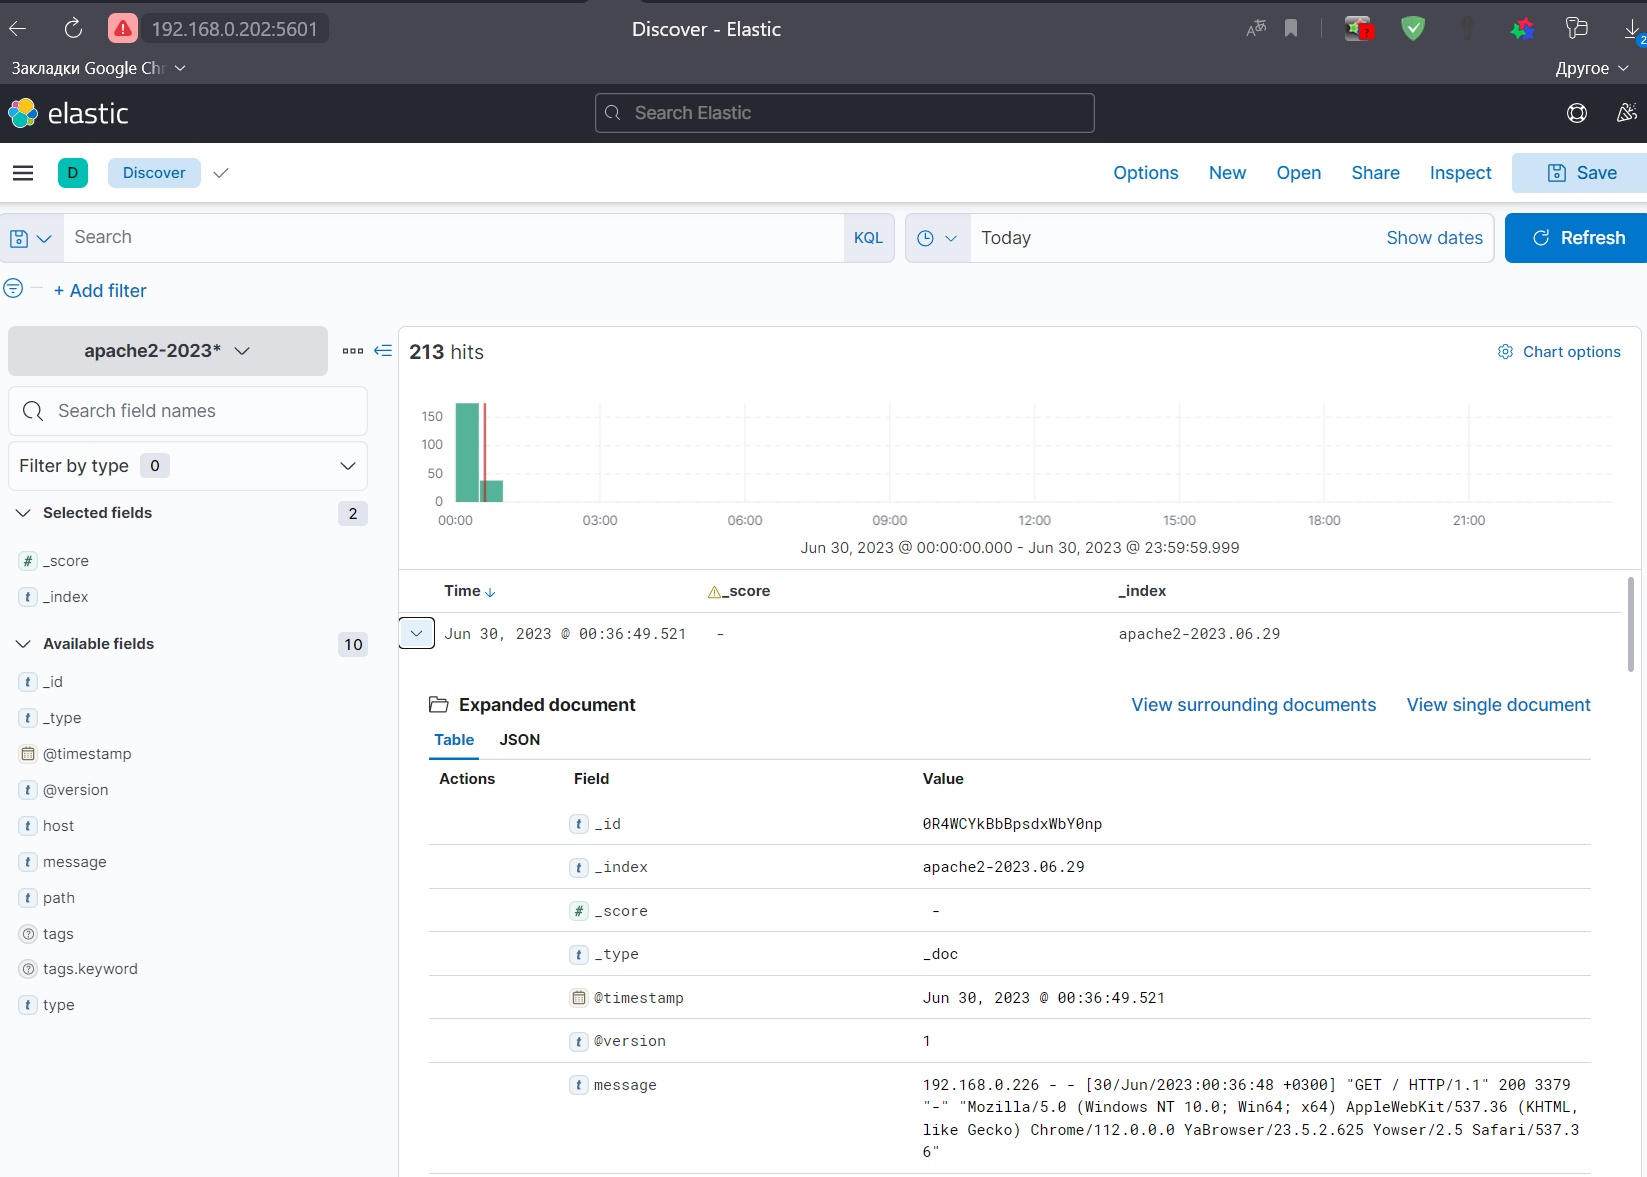 192.168.0.202:5601
Discover - Elastic
2
Закладки Google Ch
Другое
elastic
Search Elastic
D
Discover
Options
New
Open
Share
Inspect
Save
Search
KQL
Today
Show dates
Refresh
+ Add filter
apache2-2023*
Search field names
Filter by type 0
Selected fields 2
# _score
t _index
Available fields 10
t _id
t _type
@timestamp
t @version
t host
t message
t path
tags
tags.keyword
t type
213 hits
Chart options
150
100
50
0
00:00 03:00 06:00 09:00 12:00 15:00 18:00 21:00
Jun 30, 2023 @ 00:00:00.000 - Jun 30, 2023 @ 23:59:59.999
Time _score _index
Jun 30, 2023 @ 00:36:49.521 - apache2-2023.06.29
Expanded document View surrounding documents View single document
Table JSON
Actions Field Value
t _id 0R4WCYkBbBpsdxWbY0np
t _index apache2-2023.06.29
# _score -
t _type _doc
@timestamp Jun 30, 2023 @ 00:36:49.521
t @version 1
t message 192.168.0.226 - - [30/Jun/2023:00:36:48 +0300] "GET / HTTP/1.1" 200 3379
"-" "Mozilla/5.0 (Windows NT 10.0; Win64; x64) AppleWebKit/537.36 (KHTML,
like Gecko) Chrome/112.0.0.0 YaBrowser/23.5.2.625 Yowser/2.5 Safari/537.3
6"